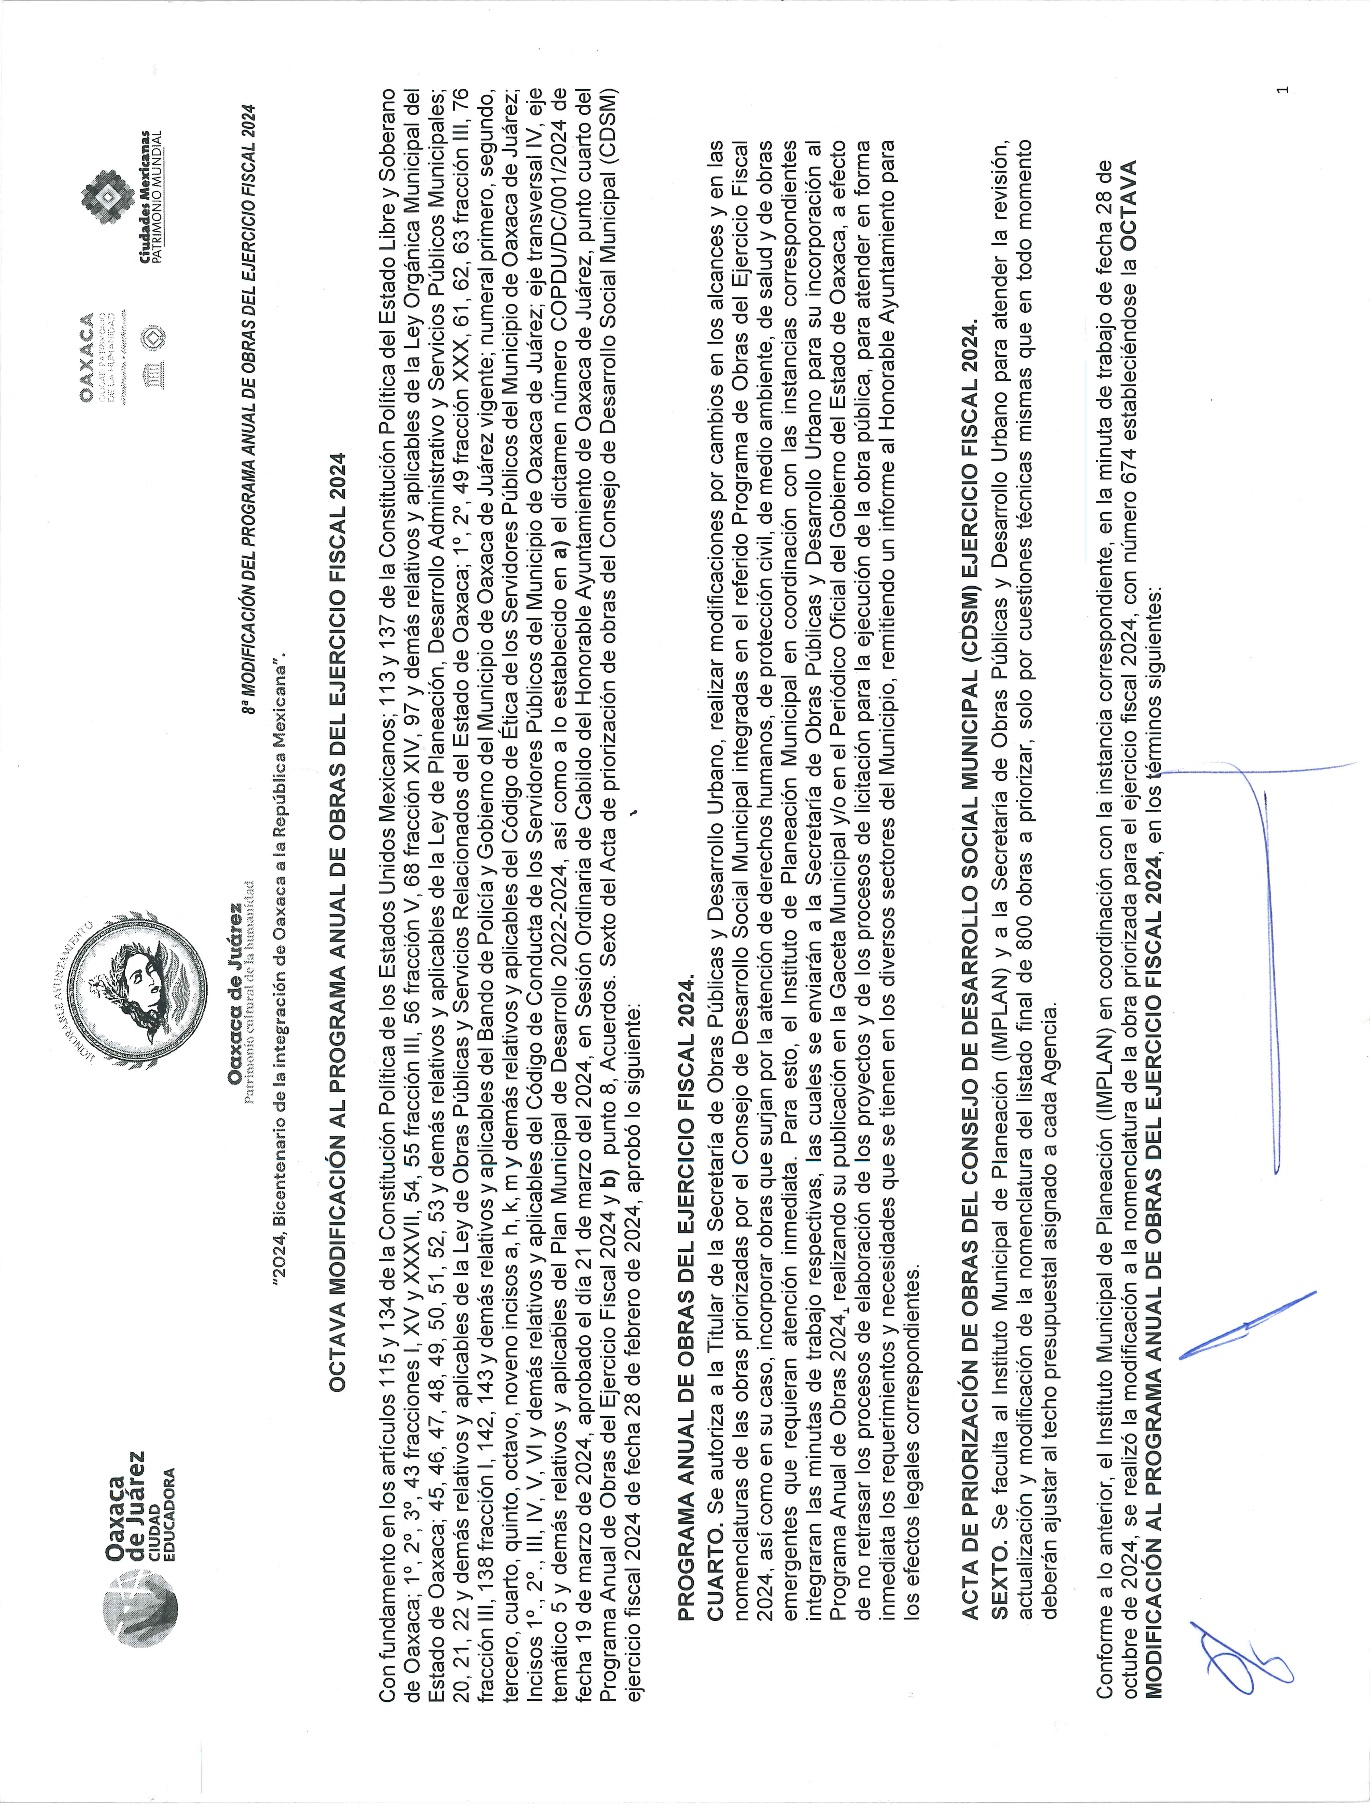 Oaxaca
de Juárez
CIUDAD
EDUCADORA
HONORABLE AYUNTAMIENTO
Oaxaca de Juárez
Patrimonio cultural de la humanidad
OAXACA
Ciudades Mexicanas
PATRIMONIO MUNDIAL
8ª MODIFICACIÓN DEL PROGRAMA ANUAL DE OBRAS DEL EJERCICIO FISCAL 2024
"2024, Bicentenario de la integración de Oaxaca a la República Mexicana".
OCTAVA MODIFICACIÓN AL PROGRAMA ANUAL DE OBRAS DEL EJERCICIO FISCAL 2024
Con fundamento en los artículos 115 y 134 de la Constitución Política de los Estados Unidos Mexicanos; 113 y 137 de la Constitución Política del Estado Libre y Soberano
de Oaxaca; 1º, 2º, 3º, 43 fracciones I, XV y XXXVII, 54, 55 fracción III, 56 fracción V, 68 fracción XIV, 97 y demás relativos y aplicables de la Ley Orgánica Municipal del
Estado de Oaxaca; 45, 46, 47, 48, 49, 50, 51, 52, 53 y demás relativos y aplicables de la Ley de Planeación, Desarrollo Administrativo y Servicios Públicos Municipales;
20, 21, 22 y demás relativos y aplicables de la Ley de Obras Públicas y Servicios Relacionados del Estado de Oaxaca; 1º, 2º, 49 fracción XXX, 61, 62, 63 fracción III, 76
fracción III, 138 fracción I, 142, 143 y demás relativos y aplicables del Bando de Policía y Gobierno del Municipio de Oaxaca de Juárez vigente; numeral primero, segundo,
tercero, cuarto, quinto, octavo, noveno incisos a, h, k, m y demás relativos y aplicables del Código de Ética de los Servidores Públicos del Municipio de Oaxaca de Juárez;
Incisos 1º., 2º., III, IV, V, VI y demás relativos y aplicables del Código de Conducta de los Servidores Públicos del Municipio de Oaxaca de Juárez; eje transversal IV, eje
temático 5 y demás relativos y aplicables del Plan Municipal de Desarrollo 2022-2024, así como a lo establecido en a) el dictamen número COPDU/DC/001/2024 de
fecha 19 de marzo de 2024, aprobado el día 21 de marzo del 2024, en Sesión Ordinaria de Cabildo del Honorable Ayuntamiento de Oaxaca de Juárez, punto cuarto del
Programa Anual de Obras del Ejercicio Fiscal 2024 y b) punto 8, Acuerdos. Sexto del Acta de priorización de obras del Consejo de Desarrollo Social Municipal (CDSM)
ejercicio fiscal 2024 de fecha 28 de febrero de 2024, aprobó lo siguiente:
PROGRAMA ANUAL DE OBRAS DEL EJERCICIO FISCAL 2024.
CUARTO. Se autoriza a la Titular de la Secretaría de Obras Públicas y Desarrollo Urbano, realizar modificaciones por cambios en los alcances y en las
nomenclaturas de las obras priorizadas por el Consejo de Desarrollo Social Municipal integradas en el referido Programa de Obras del Ejercicio Fiscal
2024, así como en su caso, incorporar obras que surjan por la atención de derechos humanos, de protección civil, de medio ambiente, de salud y de obras
emergentes que requieran atención inmediata. Para esto, el Instituto de Planeación Municipal en coordinación con las instancias correspondientes
integraran las minutas de trabajo respectivas, las cuales se enviarán a la Secretaría de Obras Públicas y Desarrollo Urbano para su incorporación al
Programa Anual de Obras 2024, realizando su publicación en la Gaceta Municipal y/o en el Periódico Oficial del Gobierno del Estado de Oaxaca, a efecto
de no retrasar los procesos de elaboración de los proyectos y de los procesos de licitación para la ejecución de la obra pública, para atender en forma
inmediata los requerimientos y necesidades que se tienen en los diversos sectores del Municipio, remitiendo un informe al Honorable Ayuntamiento para
los efectos legales correspondientes.
ACTA DE PRIORIZACIÓN DE OBRAS DEL CONSEJO DE DESARROLLO SOCIAL MUNICIPAL (CDSM) EJERCICIO FISCAL 2024.
SEXTO. Se faculta al Instituto Municipal de Planeación (IMPLAN) y a la Secretaría de Obras Públicas y Desarrollo Urbano para atender la revisión,
actualización y modificación de la nomenclatura del listado final de 800 obras a priorizar, solo por cuestiones técnicas mismas que en todo momento
deberán ajustar al techo presupuestal asignado a cada Agencia.
Conforme a lo anterior, el Instituto Municipal de Planeación (IMPLAN) en coordinación con la instancia correspondiente, en la minuta de trabajo de fecha 28 de
octubre de 2024, se realizó la modificación a la nomenclatura de la obra priorizada para el ejercicio fiscal 2024, con número 674 estableciéndose la OCTAVA
MODIFICACIÓN AL PROGRAMA ANUAL DE OBRAS DEL EJERCICIO FISCAL 2024, en los términos siguientes:
1